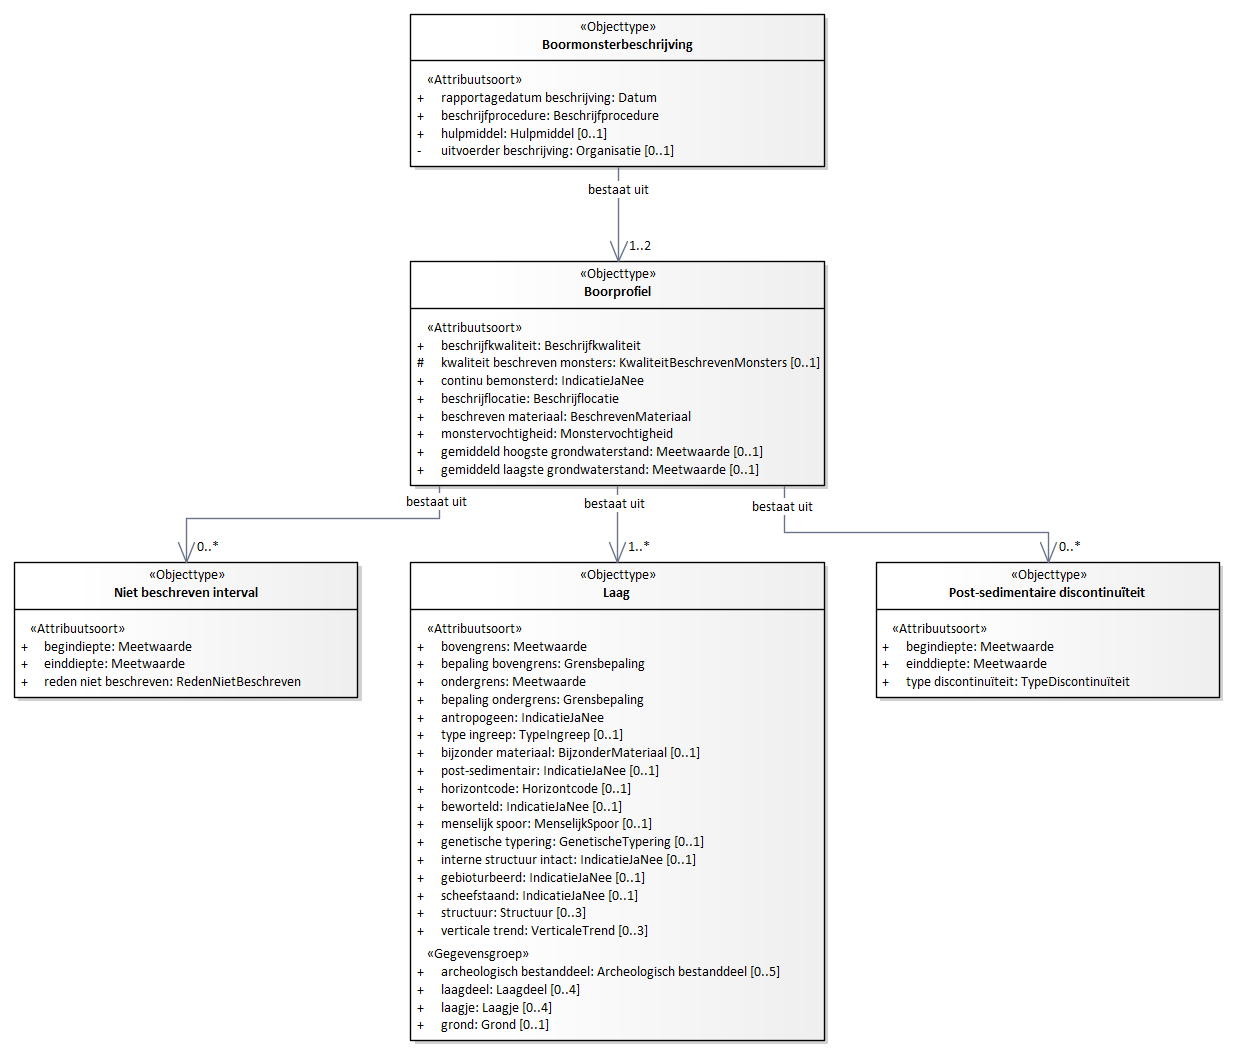 «Objecttype»
Boormonsterbeschrijving
«Attribuutsoort»
+ rapportagedatum beschrijving: Datum
+ beschrijfprocedure: Beschrijfprocedure
+ hulpmiddel: Hulpmiddel [0..1]
- uitvoerder beschrijving: Organisatie [0..1]
bestaat uit
1..2
«Objecttype»
Boorprofiel
«Attribuutsoort»
+ beschrijfkwaliteit: Beschrijfkwaliteit
# kwaliteit beschreven monsters: KwaliteitBeschrevenMonsters [0..1]
+ continu bemonsterd: IndicatieJaNee
+ beschrijflocatie: Beschrijflocatie
+ beschreven materiaal: BeschrevenMateriaal
+ monstervochtigheid: Monstervochtigheid
+ gemiddeld hoogste grondwaterstand: Meetwaarde [0..1]
+ gemiddeld laagste grondwaterstand: Meetwaarde [0..1]
bestaat uit
bestaat uit
bestaat uit
0..*
1..*
0..*
«Objecttype»
Niet beschreven interval
«Attribuutsoort»
+ begindiepte: Meetwaarde
+ einddiepte: Meetwaarde
+ reden niet beschreven: RedenNietBeschreven
«Objecttype»
Laag
«Attribuutsoort»
+ bovengrens: Meetwaarde
+ bepaling bovengrens: Grensbepaling
+ ondergrens: Meetwaarde
+ bepaling ondergrens: Grensbepaling
+ antropogeen: IndicatieJaNee
+ type ingreep: TypeIngreep [0..1]
+ bijzonder materiaal: BijzonderMateriaal [0..1]
+ post-sedimentair: IndicatieJaNee [0..1]
+ horizontcode: Horizontcode [0..1]
+ beworteld: IndicatieJaNee [0..1]
+ menselijk spoor: MenselijkSpoor [0..1]
+ genetische typering: GenetischeTypering [0..1]
+ interne structuur intact: IndicatieJaNee [0..1]
+ gebioturbeerd: IndicatieJaNee [0..1]
+ scheefstaand: IndicatieJaNee [0..1]
+ structuur: Structuur [0..3]
+ verticale trend: VerticaleTrend [0..3]
«Gegevensgroep»
+ archeologisch bestanddeel: Archeologisch bestanddeel [0..5]
+ laagdeel: Laagdeel [0..4]
+ laagje: Laagje [0..4]
+ grond: Grond [0..1]
«Objecttype»
Post-sedimentaire discontinuïteit
«Attribuutsoort»
+ begindiepte: Meetwaarde
+ einddiepte: Meetwaarde
+ type discontinuïteit: TypeDiscontinuïteit